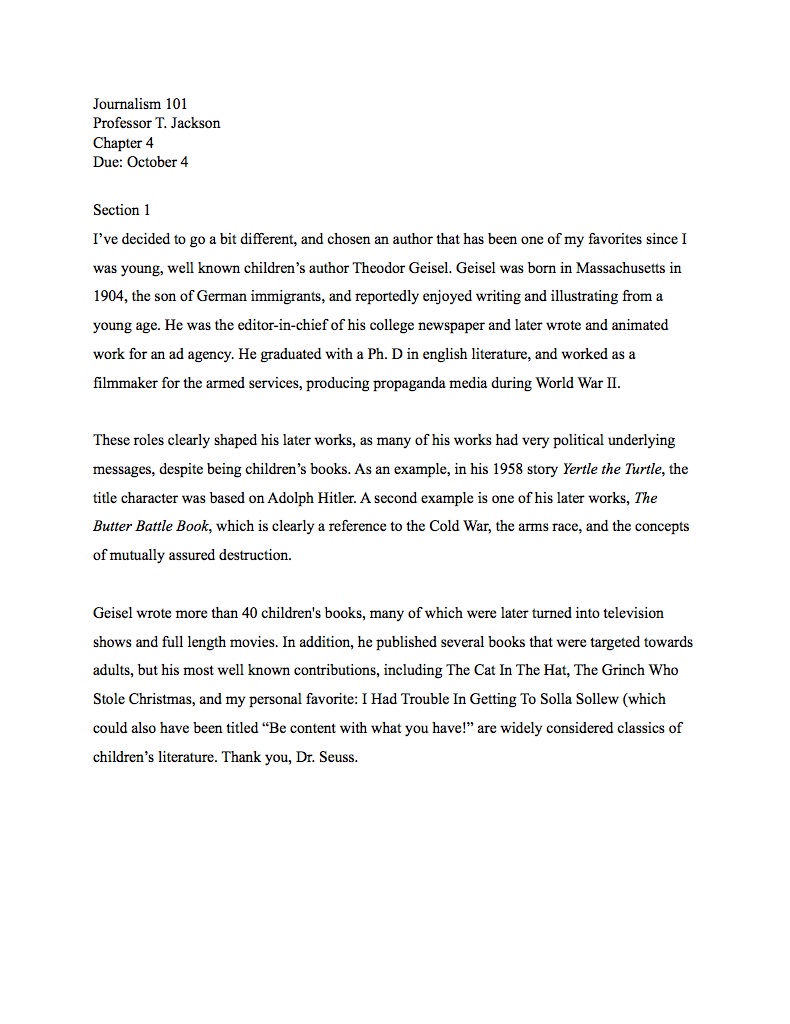 Journalism 101
Professor T. Jackson
Chapter 4
Due: October 4
Section 1
I’ve decided to go a bit different, and chosen an author that has been one of my favorites since I
was young, well known children’s author Theodor Geisel. Geisel was born in Massachusetts in
1904, the son of German immigrants, and reportedly enjoyed writing and illustrating from a
young age. He was the editor-in-chief of his college newspaper and later wrote and animated
work for an ad agency. He graduated with a Ph. D in english literature, and worked as a
filmmaker for the armed services, producing propaganda media during World War II.
These roles clearly shaped his later works, as many of his works had very political underlying
messages, despite being children’s books. As an example, in his 1958 story Yertle the Turtle, the
title character was based on Adolph Hitler. A second example is one of his later works, The
Butter Battle Book, which is clearly a reference to the Cold War, the arms race, and the concepts
of mutually assured destruction.
Geisel wrote more than 40 children's books, many of which were later turned into television
shows and full length movies. In addition, he published several books that were targeted towards
adults, but his most well known contributions, including The Cat In The Hat, The Grinch Who
Stole Christmas, and my personal favorite: I Had Trouble In Getting To Solla Sollew (which
could also have been titled “Be content with what you have!” are widely considered classics of
children’s literature. Thank you, Dr. Seuss.